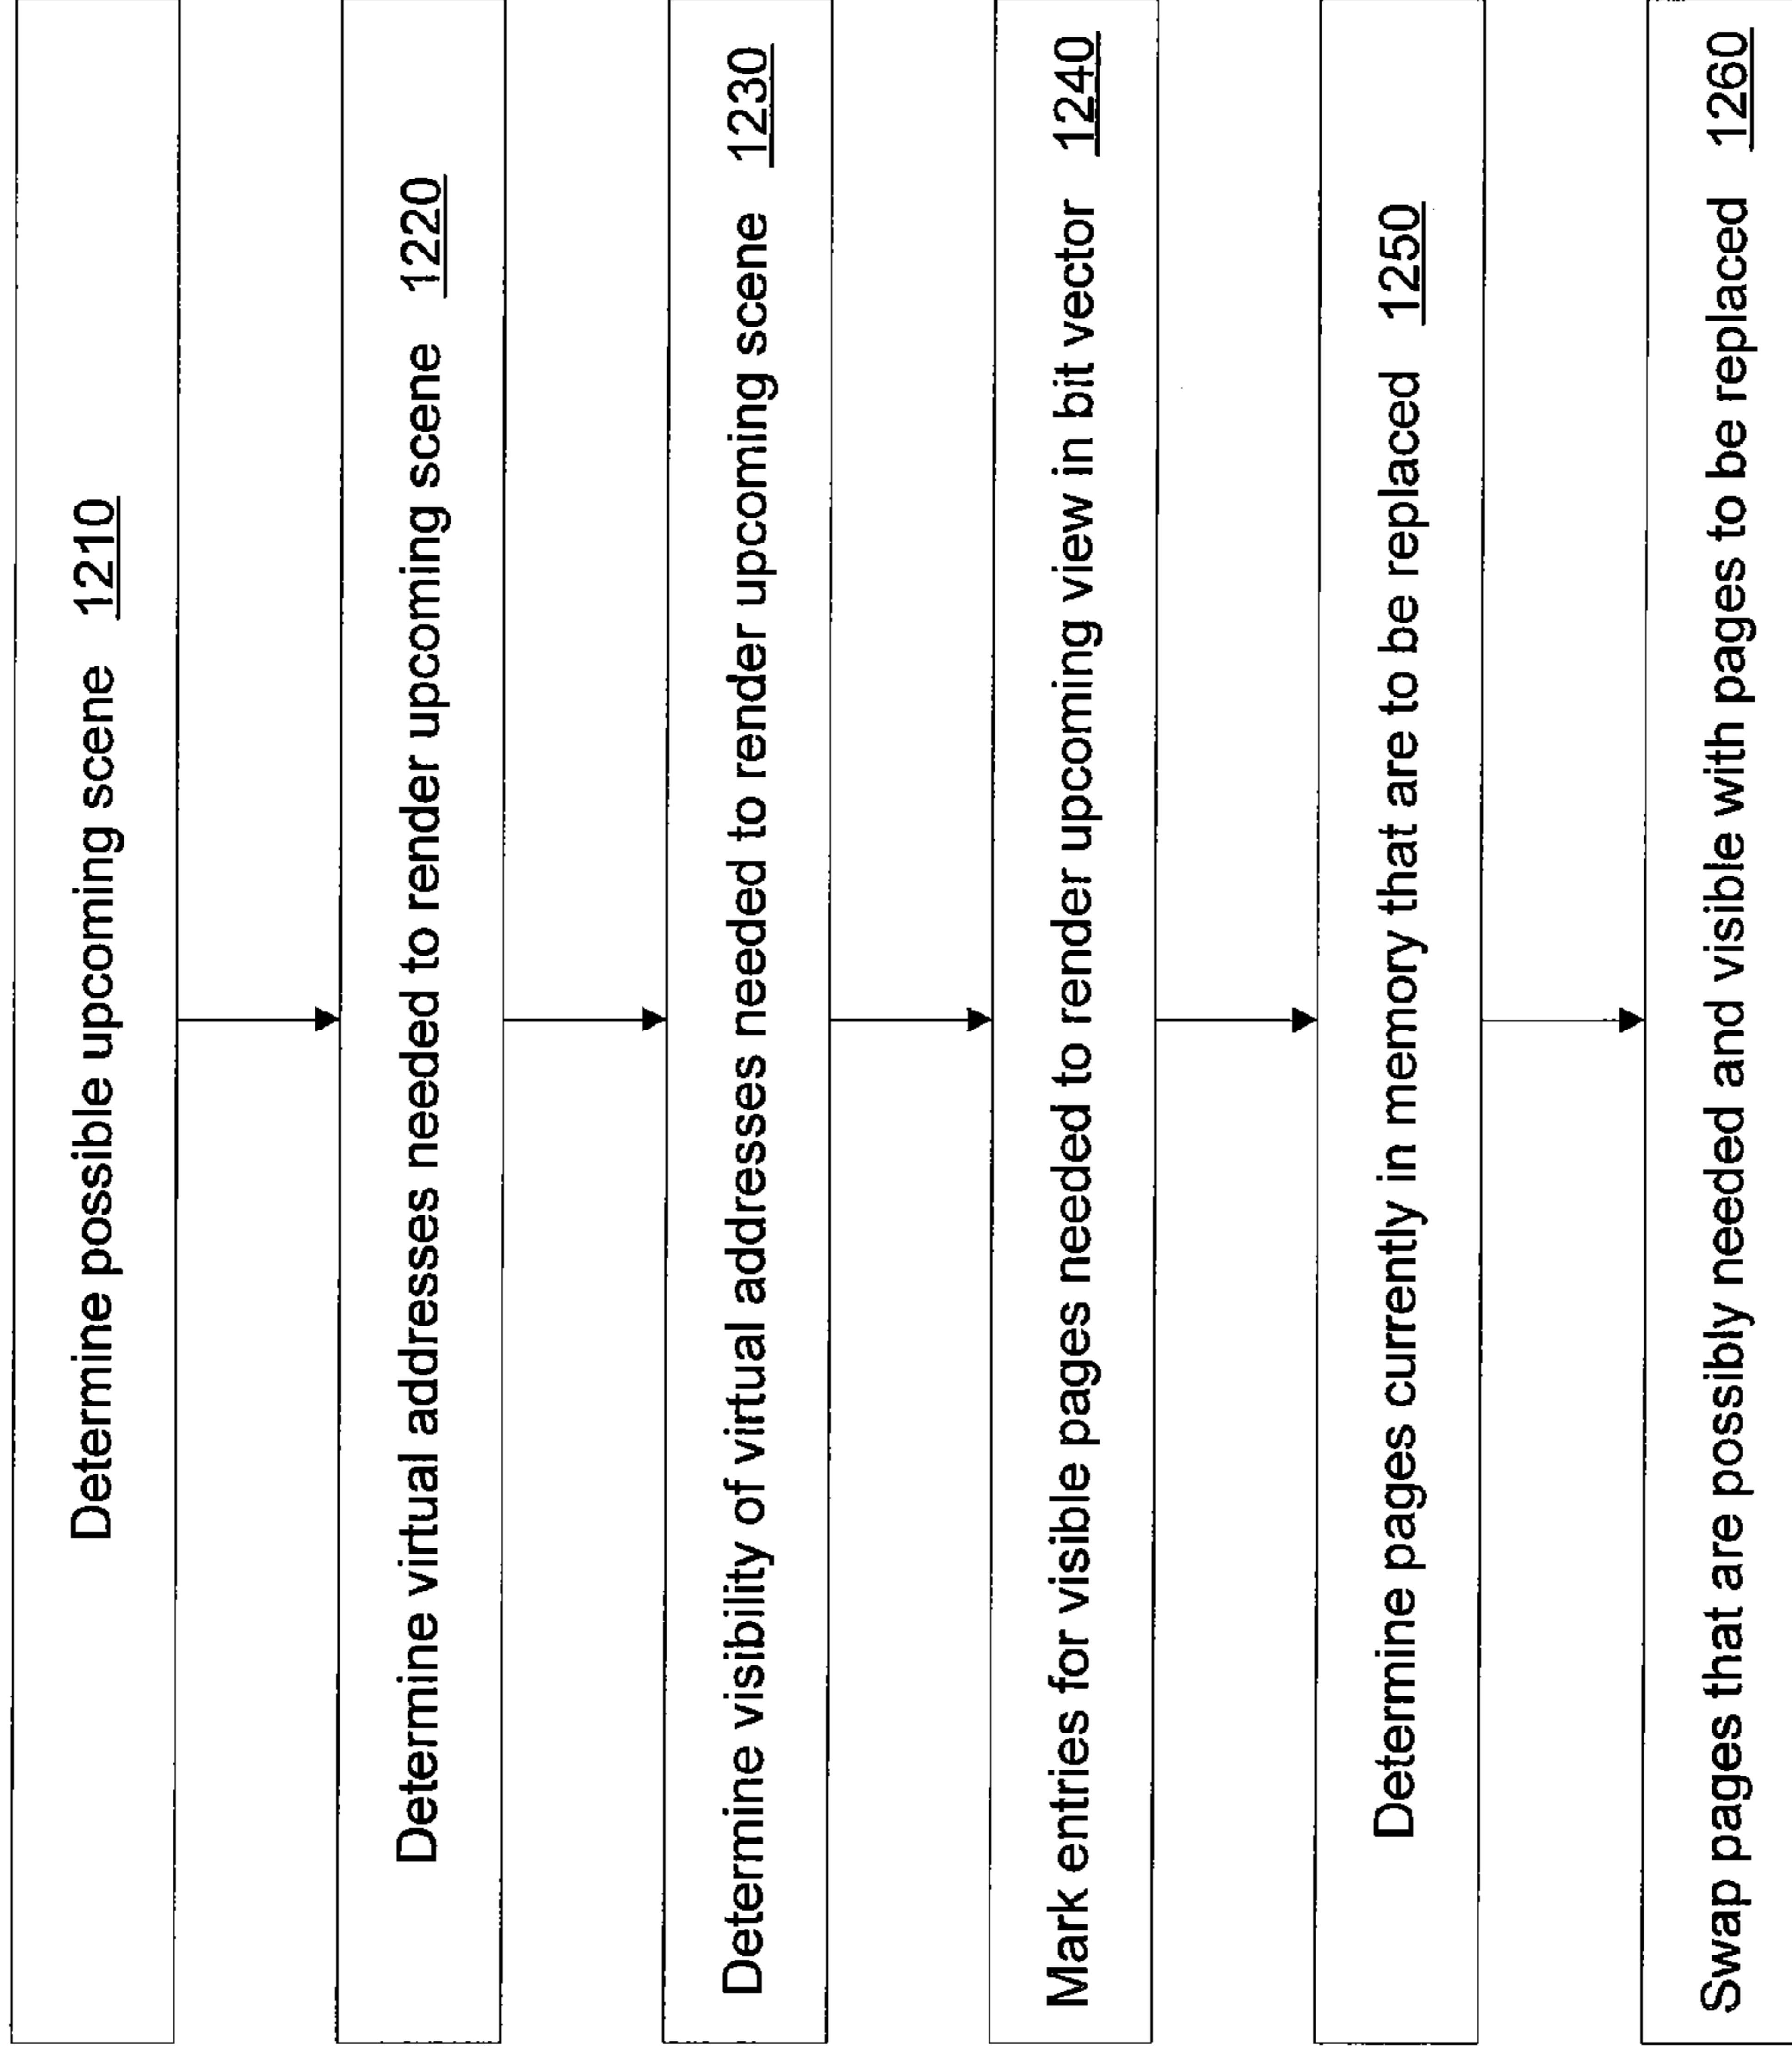 Determine possible upcoming scene 1210
Determine virtual addresses needed to render upcoming scene 1220
Determine visibility of virtual addresses needed to render upcoming scene 1230
Mark entries for visible pages needed to render upcoming view in bit vector 1240
Determine pages currently in memory that are to be replaced 1250
Swap pages that are possibly needed and visible with pages to be replaced 1260